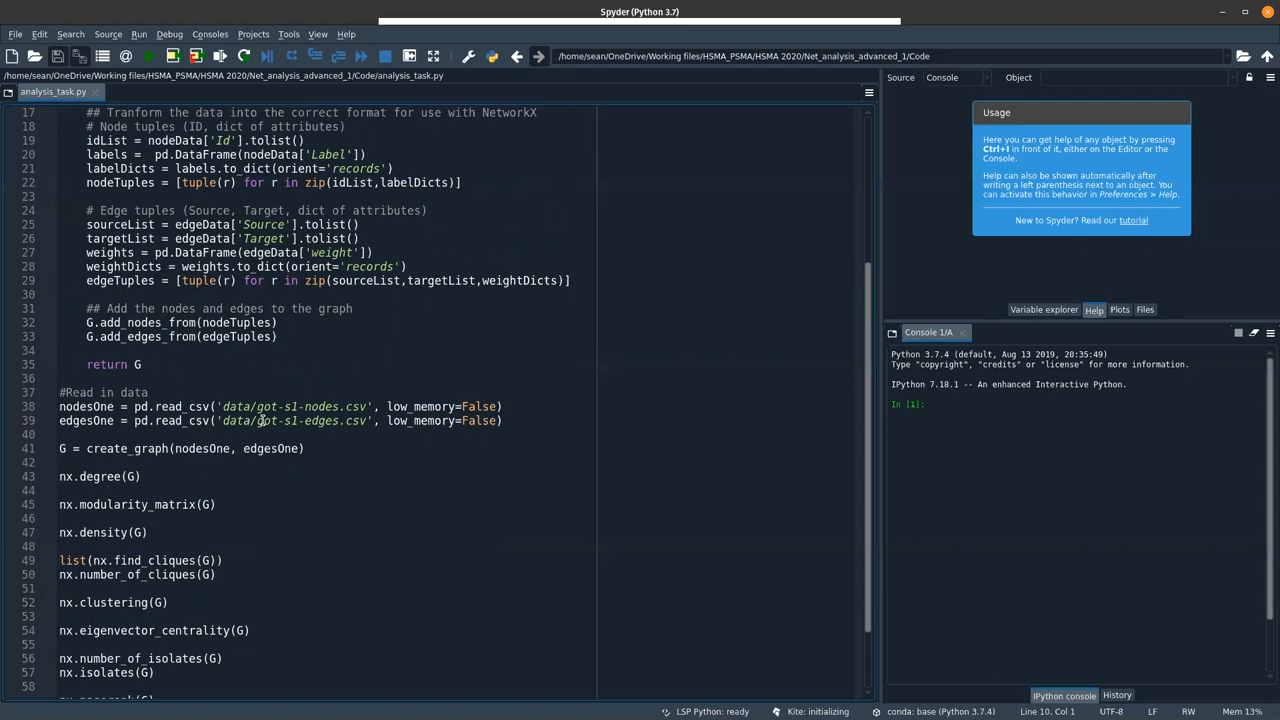 Spyder (Python 3.7)
File Edit Search Source Run Debug Consoles Projects Tools View Help
/home/sean/OneDrive/Working files/HSMA_PSMA/HSMA 2020/Net_analysis_advanced_1/Code
/home/sean/OneDrive/Working files/HSMA_PSMA/HSMA 2020/Net_analysis_advanced_1/Code/analysis_task.py
analysis_task.py
17 ## Tranform the data into the correct format for use with NetworkX
18 # Node tuples (ID, dict of attributes)
19 idList = nodeData['Id'].tolist()
20 labels =  pd.DataFrame(nodeData['Label'])
21 labelDicts = labels.to_dict(orient='records')
22 nodeTuples = [tuple(r) for r in zip(idList,labelDicts)]
23
24 # Edge tuples (Source, Target, dict of attributes)
25 sourceList = edgeData['Source'].tolist()
26 targetList = edgeData['Target'].tolist()
27 weights = pd.DataFrame(edgeData['weight'])
28 weightDicts = weights.to_dict(orient='records')
29 edgeTuples = [tuple(r) for r in zip(sourceList,targetList,weightDicts)]
30
31 ## Add the nodes and edges to the graph
32 G.add_nodes_from(nodeTuples)
33 G.add_edges_from(edgeTuples)
34
35 return G
36
37 #Read in data
38 nodesOne = pd.read_csv('data/got-s1-nodes.csv', low_memory=False)
39 edgesOne = pd.read_csv('data/got-s1-edges.csv', low_memory=False)
40
41 G = create_graph(nodesOne, edgesOne)
42
43 nx.degree(G)
44
45 nx.modularity_matrix(G)
46
47 nx.density(G)
48
49 list(nx.find_cliques(G))
50 nx.number_of_cliques(G)
51
52 nx.clustering(G)
53
54 nx.eigenvector_centrality(G)
55
56 nx.number_of_isolates(G)
57 nx.isolates(G)
58
Source Console Object
Usage
Here you can get help of any object by pressing
Ctrl+I in front of it, either on the Editor or the
Console.
Help can also be shown automatically after
writing a left parenthesis next to an object. You
can activate this behavior in Preferences > Help.
New to Spyder? Read our tutorial
Variable explorer Help Plots Files
Console 1/A
Python 3.7.4 (default, Aug 13 2019, 20:35:49)
Type "copyright", "credits" or "license" for more information.
IPython 7.18.1 -- An enhanced Interactive Python.
In [1]:
IPython console History
LSP Python: ready Kite: initializing conda: base (Python 3.7.4) Line 10, Col 1 UTF-8 LF RW Mem 13%